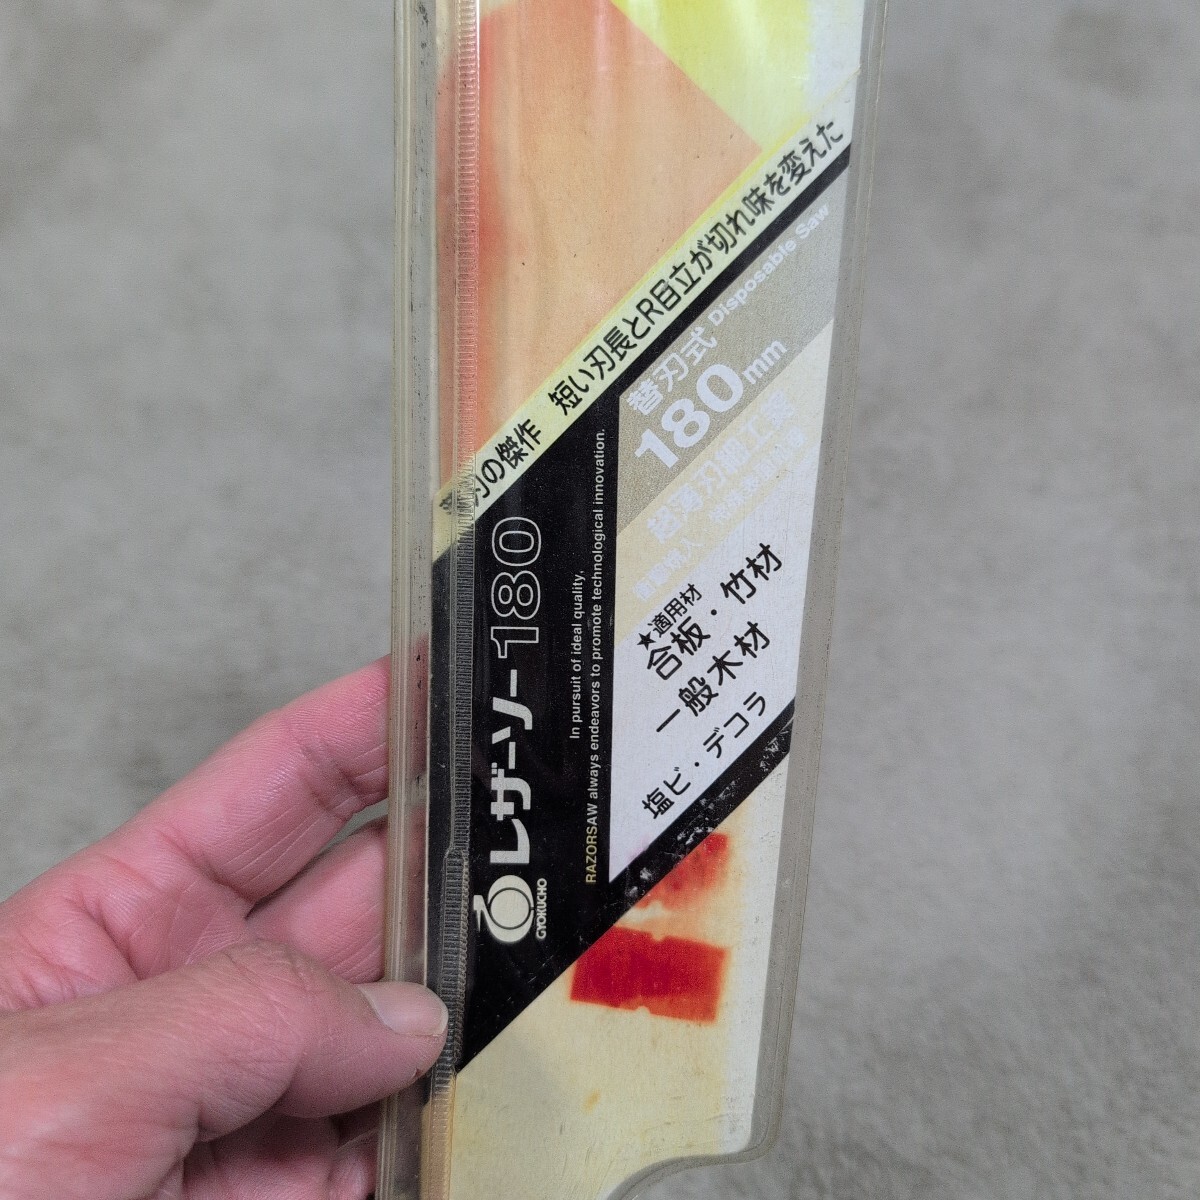 替刃の傑作 短い刃長とR目立が切れ味を変えた
替刃式 Disposable Saw
180mm
超薄刃細工案
★適用材
合板・竹材
一般木材
塩ビ・デコラ
レザーソー180
In pursuit of ideal quality,
RAZORSAW always endeavors to promote technological innovation.
GYOKUCHO